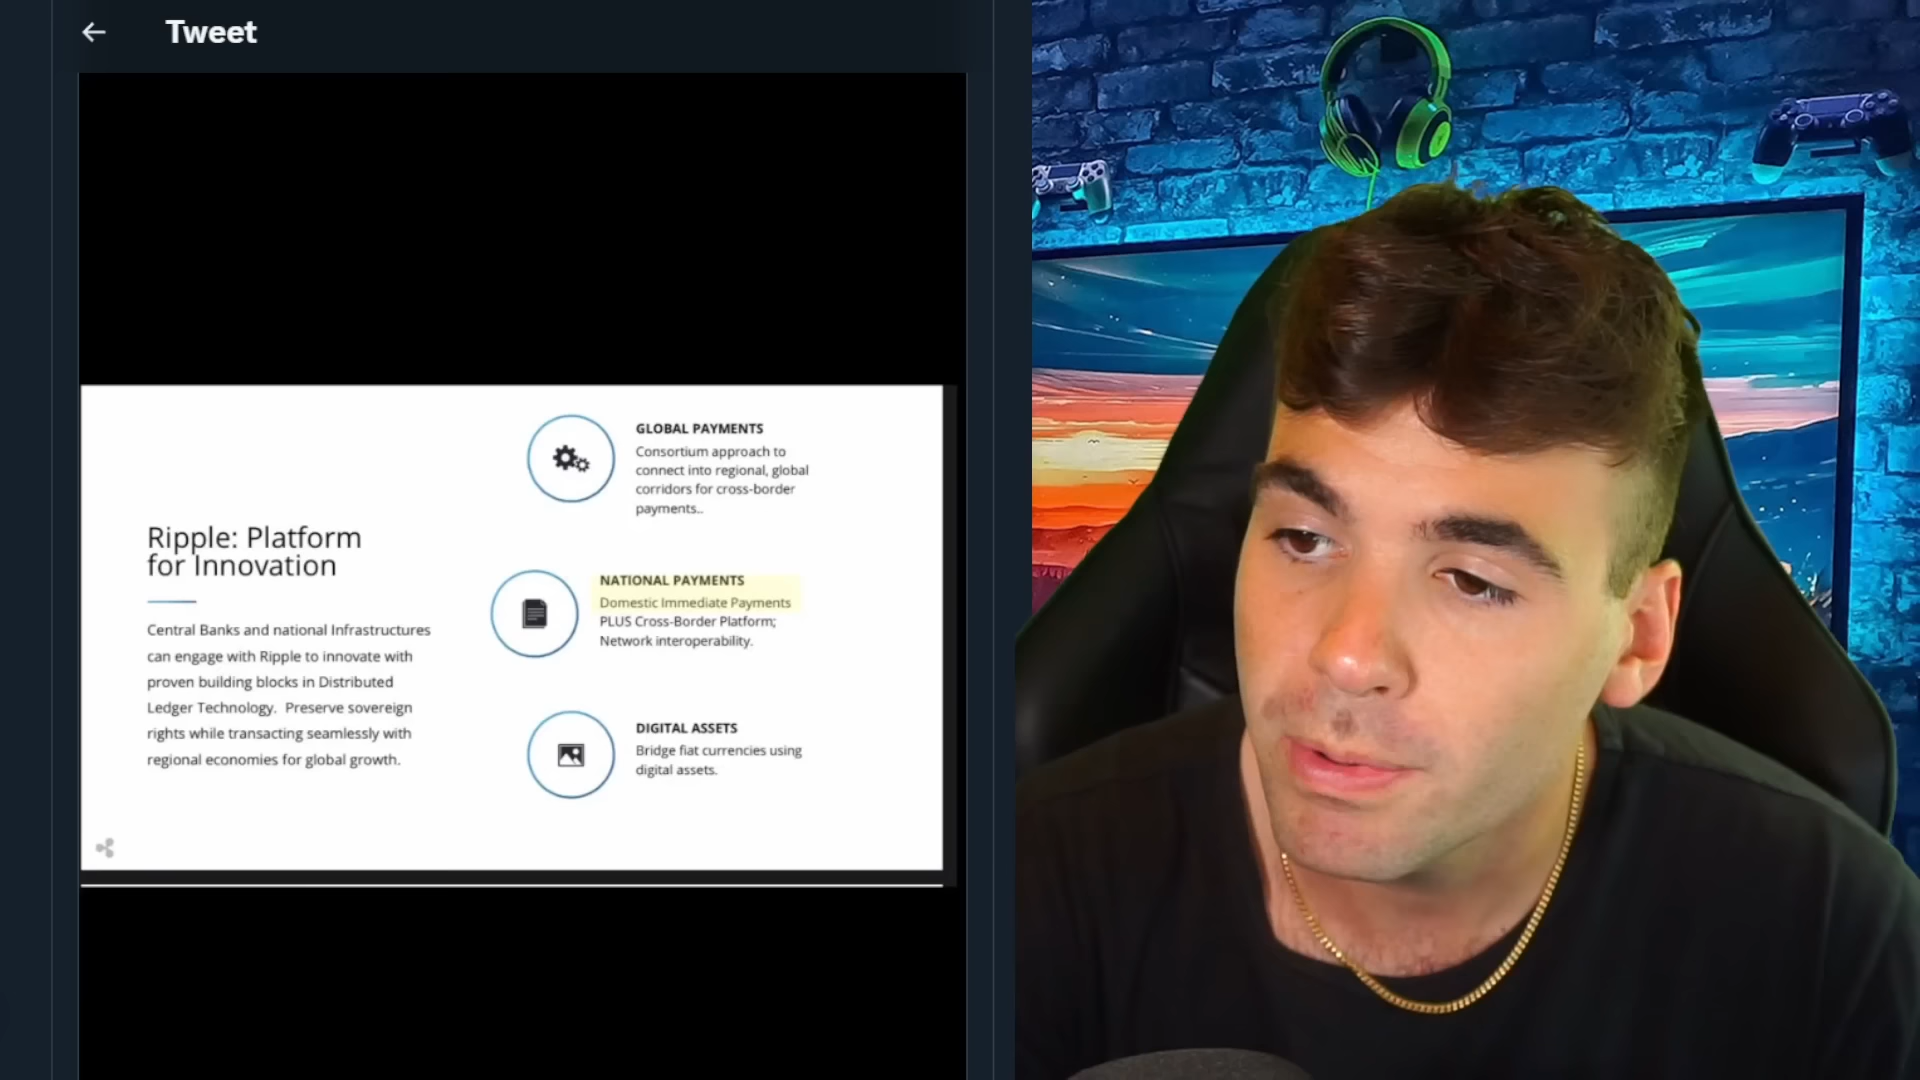 Tweet
Ripple: Platform
for Innovation
Central Banks and national Infrastructures
can engage with Ripple to innovate with
proven building blocks in Distributed
Ledger Technology. Preserve sovereign
rights while transacting seamlessly with
regional economies for global growth.
GLOBAL PAYMENTS
Consortium approach to
connect into regional, global
corridors for cross-border
payments..
NATIONAL PAYMENTS
Domestic Immediate Payments
PLUS Cross-Border Platform;
Network interoperability.
DIGITAL ASSETS
Bridge fiat currencies using
digital assets.